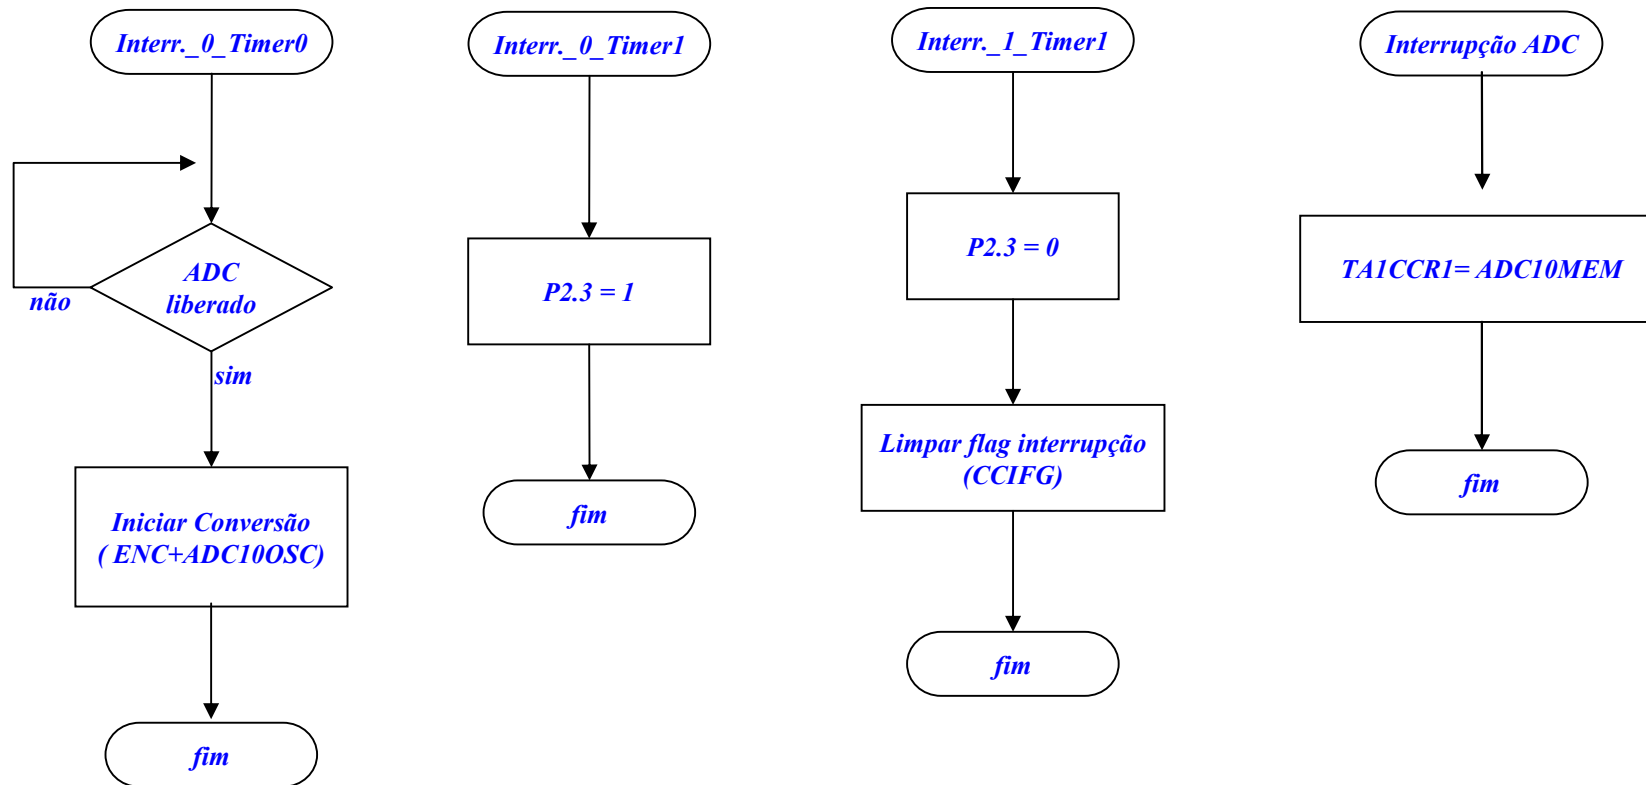 Interr._0_Timer0
ADC
liberado
não
sim
Iniciar Conversão
( ENC+ADC10OSC)
fim
Interr._0_Timer1
P2.3 = 1
fim
Interr._1_Timer1
P2.3 = 0
Limpar flag interrupção
(CCIFG)
fim
Interrupção ADC
TA1CCR1= ADC10MEM
fim